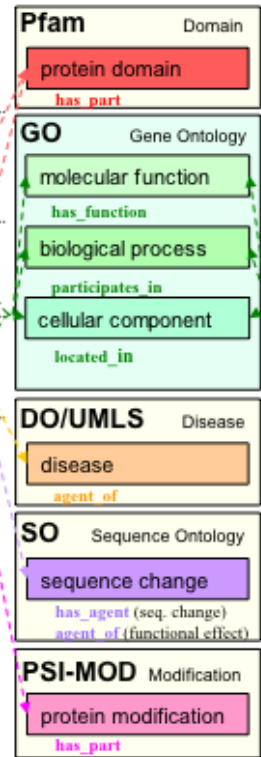 Pfam Domain
protein domain
has_part
GO Gene Ontology
molecular function
has_function
biological process
participates_in
cellular component
located_in
DO/UMLS Disease
disease
agent_of
SO Sequence Ontology
sequence change
has_agent (seq. change)
agent_of (functional effect)
PSI-MOD Modification
protein modification
has_part